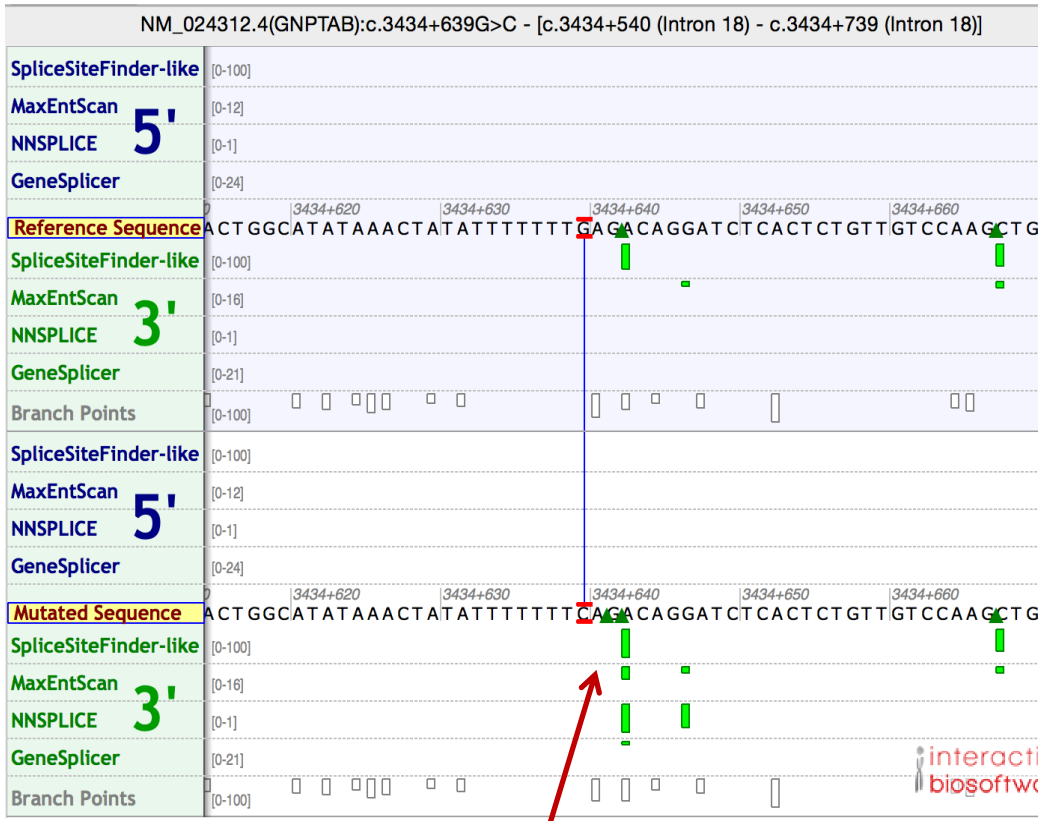 NM_024312.4(GNPTAB):c.3434+639G>C - [c.3434+540 (Intron 18) - c.3434+739 (Intron 18)]
SpliceSiteFinder-like [0-100]
MaxEntScan [0-12]
5'
NNSPLICE [0-1]
GeneSplicer [0-24]
0 3434+620 3434+630 3434+640 3434+650 3434+660
Reference Sequence ACTGGCATATAAACTATATTTTTTTGAGACAGGATCTCACTCTGTTGTCCAAGCTG
SpliceSiteFinder-like [0-100]
MaxEntScan [0-16]
3'
NNSPLICE [0-1]
GeneSplicer [0-21]
Branch Points [0-100]
SpliceSiteFinder-like [0-100]
MaxEntScan [0-12]
5'
NNSPLICE [0-1]
GeneSplicer [0-24]
0 3434+620 3434+630 3434+640 3434+650 3434+660
Mutated Sequence ACTGGCATATAAACTATATTTTTTTCAGACAGGATCTCACTCTGTTGTCCAAGCTG
SpliceSiteFinder-like [0-100]
MaxEntScan [0-16]
3'
NNSPLICE [0-1]
GeneSplicer [0-21]
Branch Points [0-100]
interacti
biosoftwa